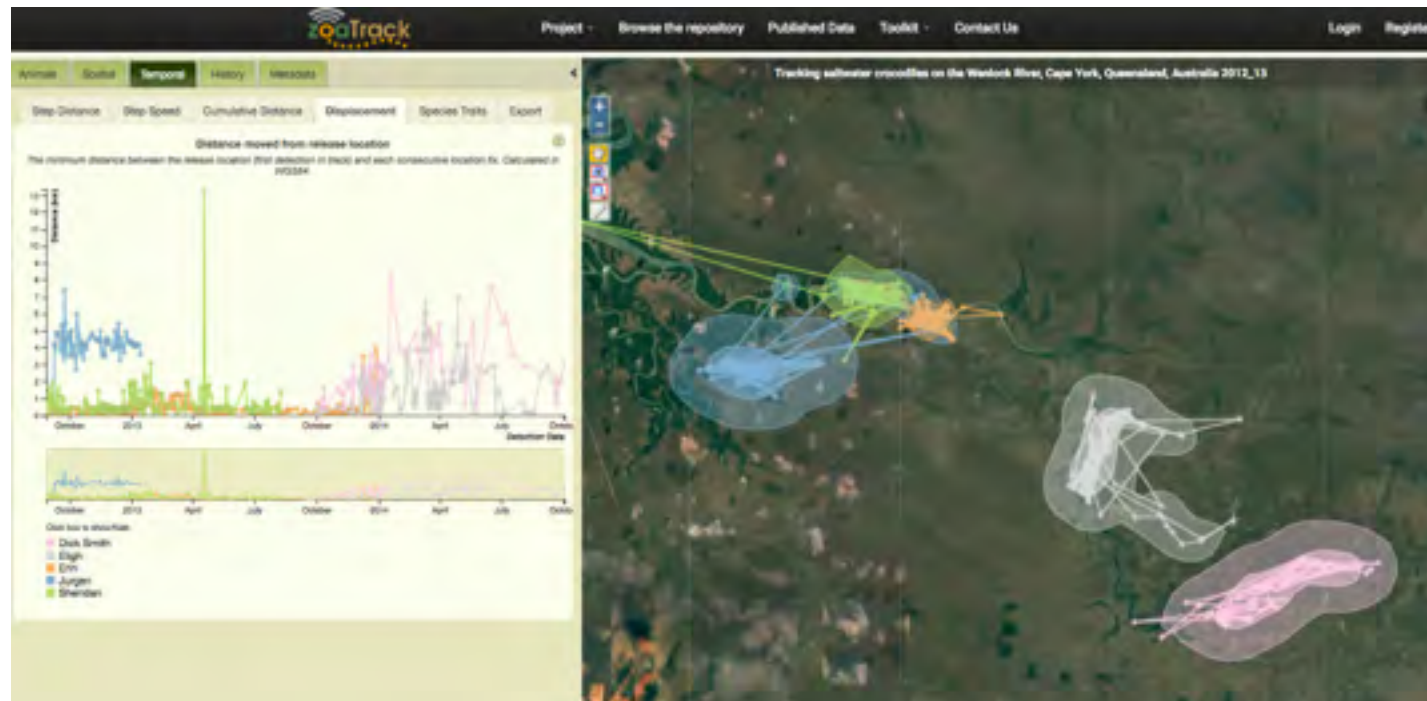 zoaTrack
Project Browse the repository Published Data Toolkit Contact Us Login Registe
Animals Spatial Temporal History Metadata
Tracking saltwater crocodiles on the Wenlock River, Cape York, Queensland, Australia 2012_13
Step Distance Step Speed Cumulative Distance Displacement Species Traits Export
Distance moved from release location
The minimum distance between the release location (first detection in track) and each consecutive location fix. Calculated in
WGS84
Distance (km)
October 2013 April July October 2014 April July Octob
Detection Date
October 2013 April July October 2014 April July Octob
Click box to show/hide
Dick Smith
Eligh
Erin
Jurgen
Sheridan